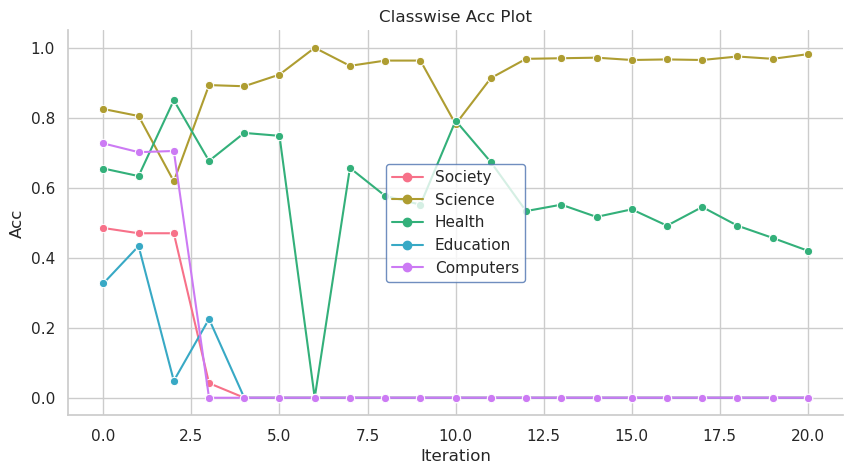 Classwise Acc Plot
1.0
0.8
0.6
0.4
0.2
0.0
Acc
Society
Science
Health
Education
Computers
0.0 2.5 5.0 7.5 10.0 12.5 15.0 17.5 20.0
Iteration